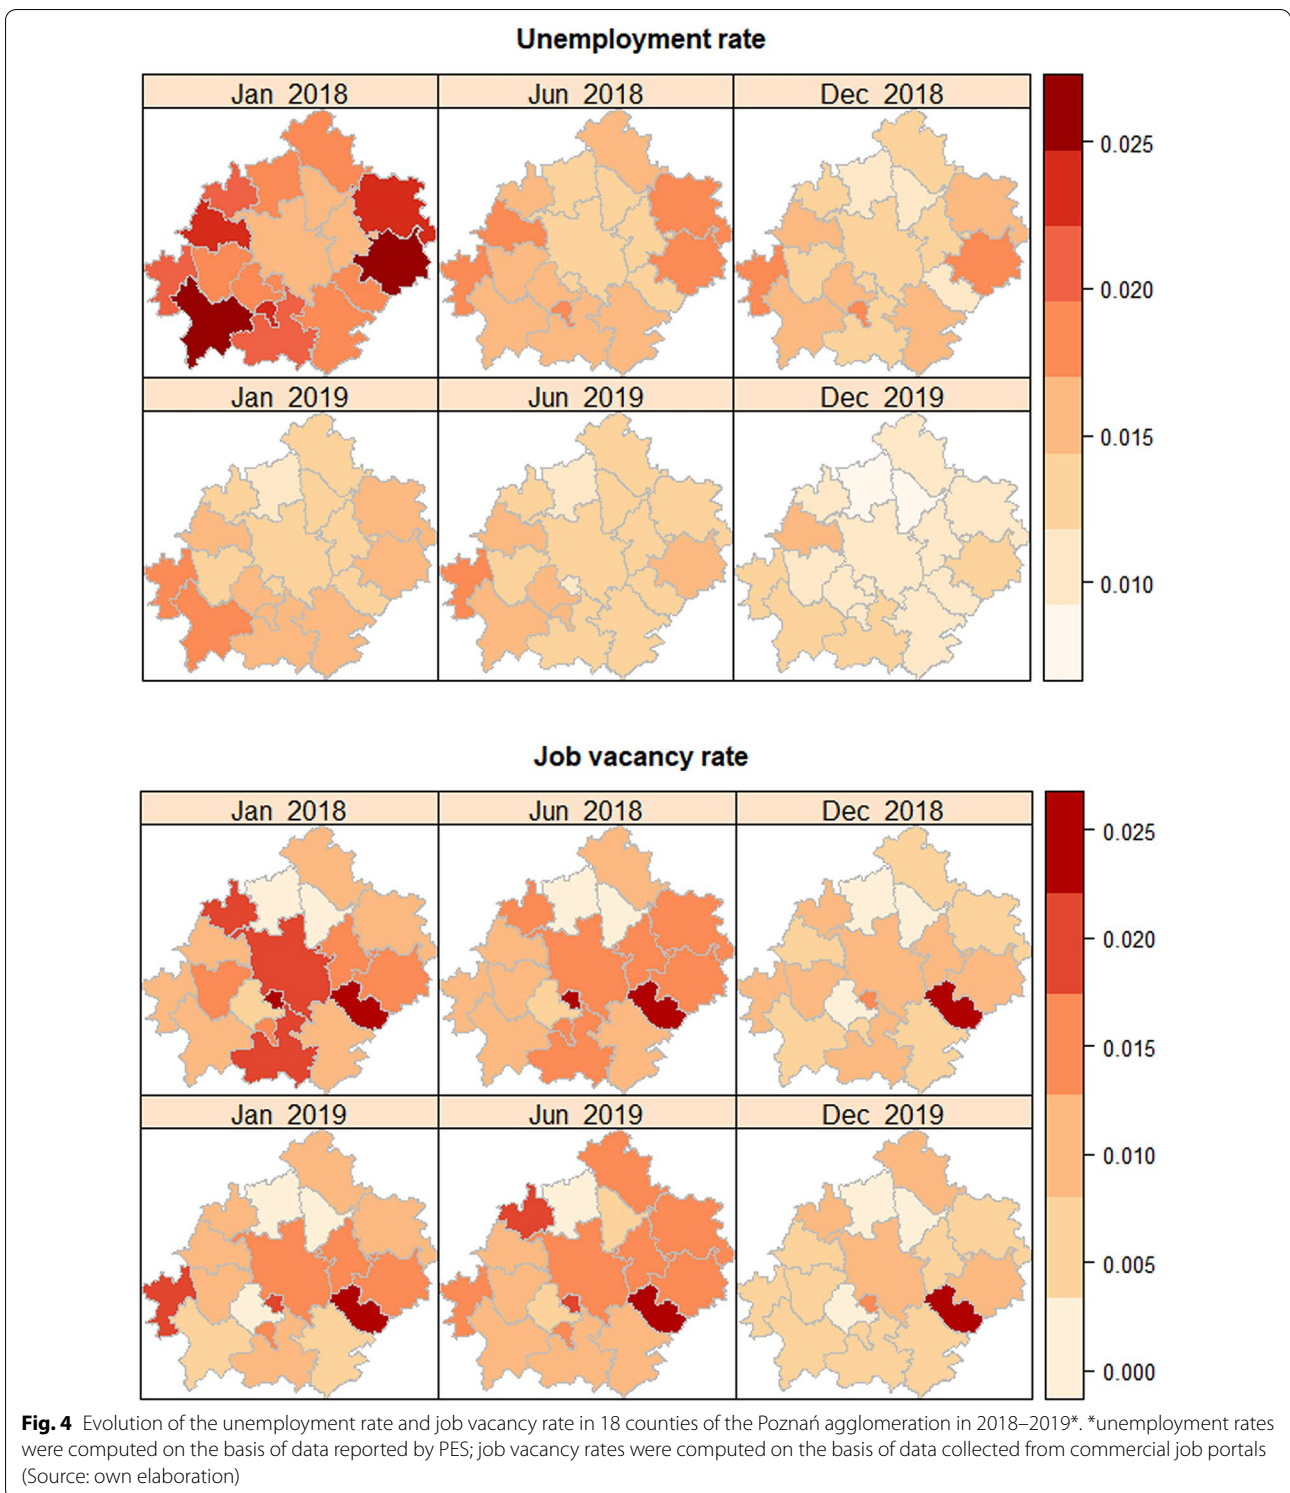 Unemployment rate
Jan 2018
Jun 2018
Dec 2018
Jan 2019
Jun 2019
Dec 2019
0.025
0.020
0.015
0.010
Job vacancy rate
Jan 2018
Jun 2018
Dec 2018
Jan 2019
Jun 2019
Dec 2019
0.025
0.020
0.015
0.010
0.005
0.000
Fig. 4 Evolution of the unemployment rate and job vacancy rate in 18 counties of the Poznań agglomeration in 2018–2019*. *unemployment rates
were computed on the basis of data reported by PES; job vacancy rates were computed on the basis of data collected from commercial job portals
(Source: own elaboration)